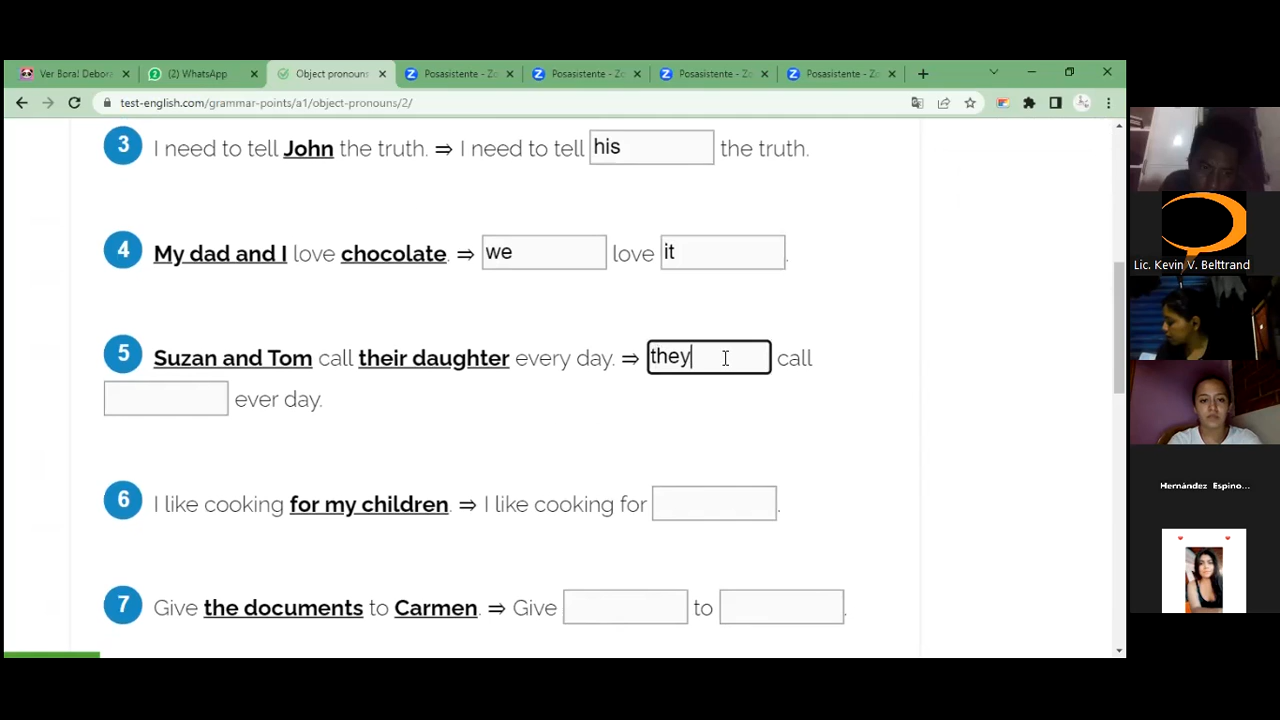 Ver Bora! Debora
(2) WhatsApp
Object pronouns
Posasistente - Zo
Posasistente - Zo
Posasistente - Zo
Posasistente - Zo
test-english.com/grammar-points/a1/object-pronouns/2/
3 I need to tell John the truth. ⇒ I need to tell his the truth.
4 My dad and I love chocolate. ⇒ we love it .
5 Suzan and Tom call their daughter every day. ⇒ they call
ever day.
6 I like cooking for my children. ⇒ I like cooking for .
7 Give the documents to Carmen. ⇒ Give to .
Lic. Kevin V. Belttrand
Hernández Espino...